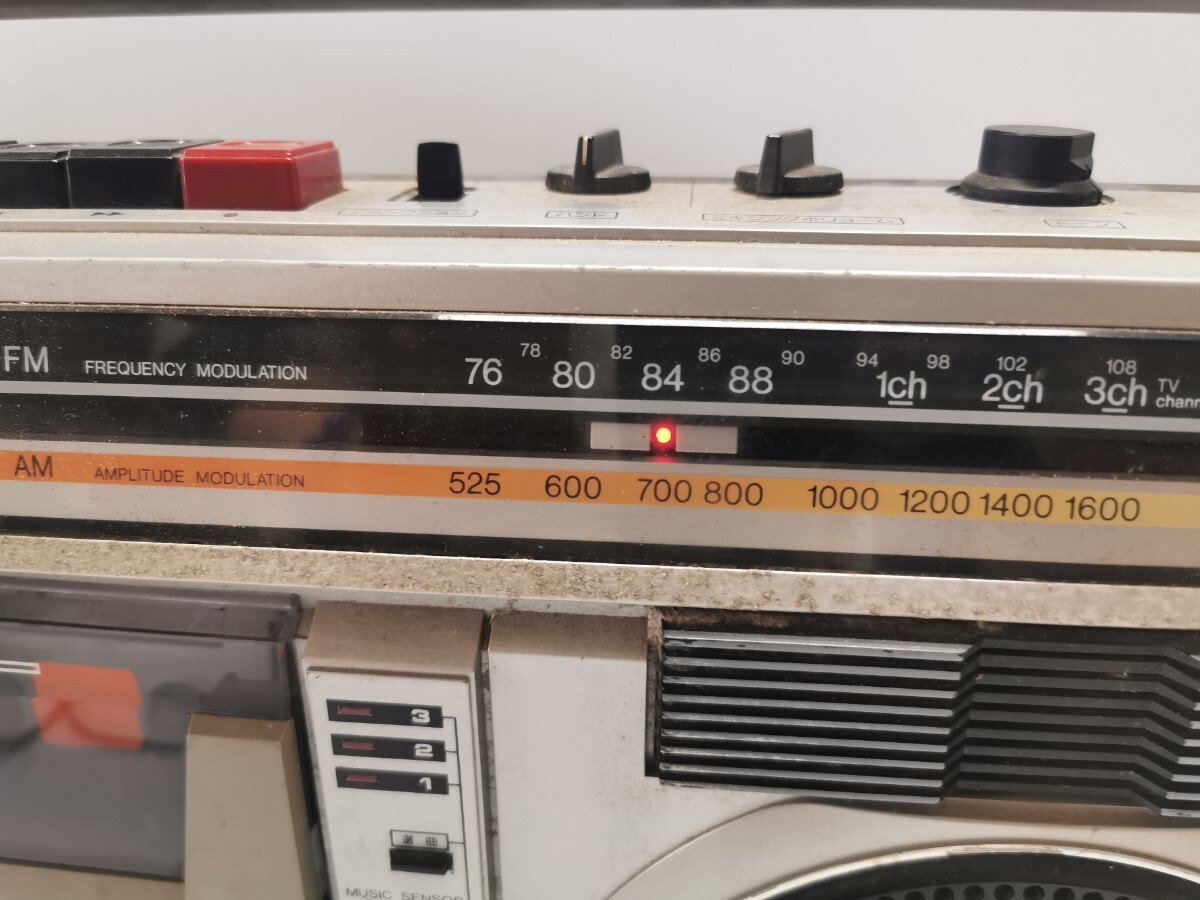 FM FREQUENCY MODULATION 76 78 80 82 84 86 88 90 94 1ch 98 102 2ch 108 3ch TV
AM AMPLITUDE MODULATION 525 600 700 800 1000 1200 1400 1600
3
2
1
選曲
MUSIC SENSOR